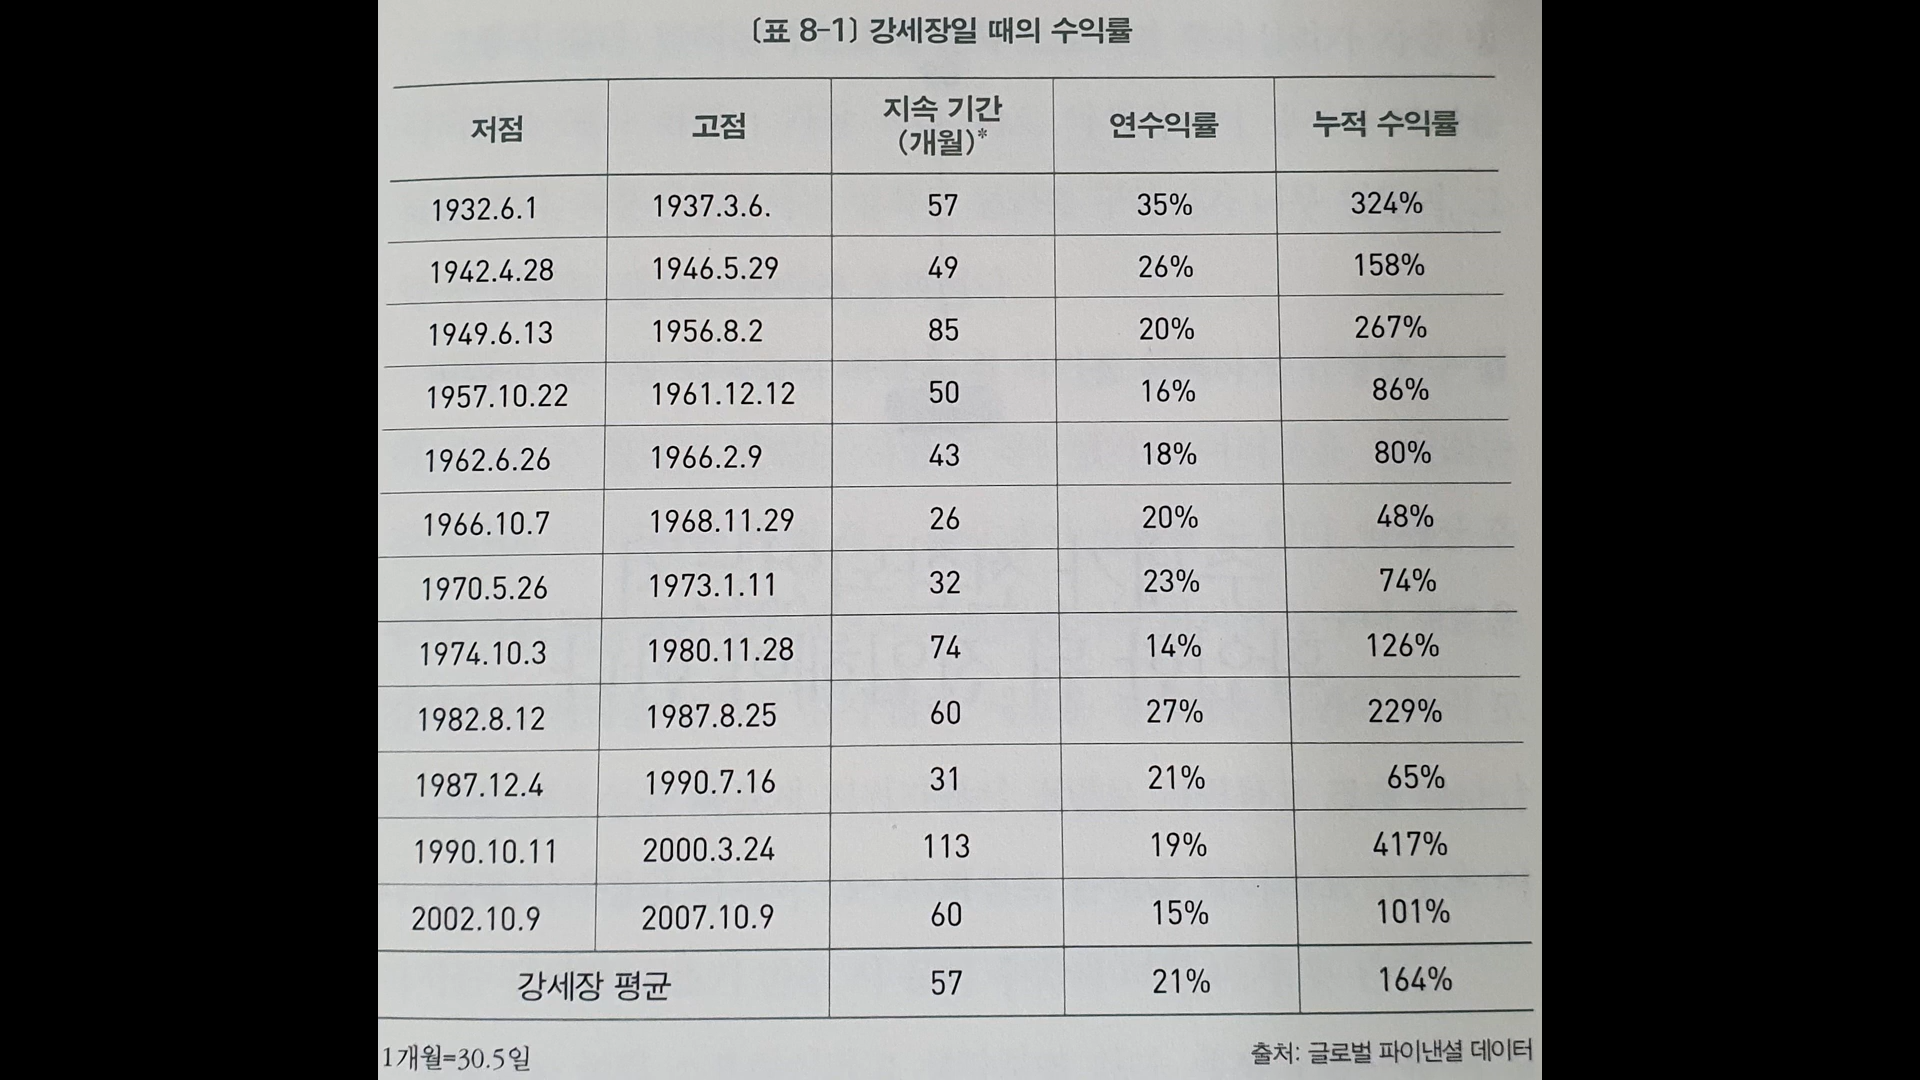 〔표 8-1〕 강세장일 때의 수익률
저점 고점 지속 기간 (개월)* 연수익률 누적 수익률
1932.6.1 1937.3.6. 57 35% 324%
1942.4.28 1946.5.29 49 26% 158%
1949.6.13 1956.8.2 85 20% 267%
1957.10.22 1961.12.12 50 16% 86%
1962.6.26 1966.2.9 43 18% 80%
1966.10.7 1968.11.29 26 20% 48%
1970.5.26 1973.1.11 32 23% 74%
1974.10.3 1980.11.28 74 14% 126%
1982.8.12 1987.8.25 60 27% 229%
1987.12.4 1990.7.16 31 21% 65%
1990.10.11 2000.3.24 113 19% 417%
2002.10.9 2007.10.9 60 15% 101%
강세장 평균 57 21% 164%
1개월=30.5일 출처: 글로벌 파이낸셜 데이터